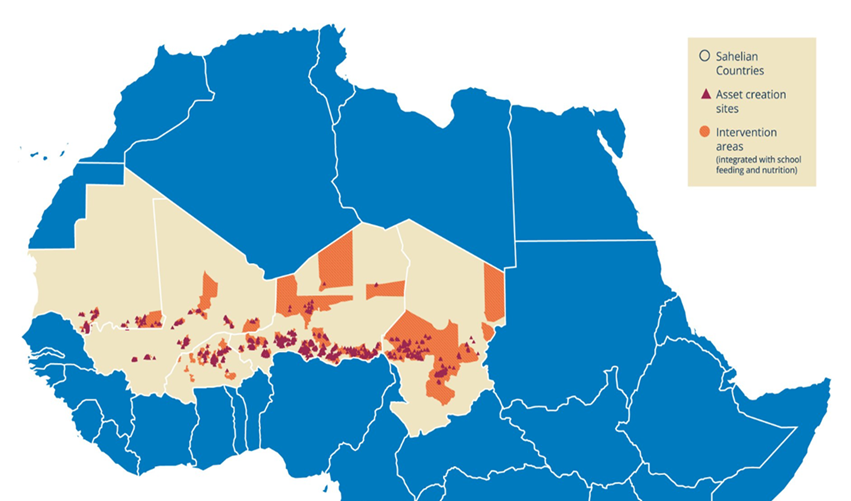 Sahelian
Countries
Asset creation
sites
Intervention
areas
(integrated with school
feeding and nutrition)